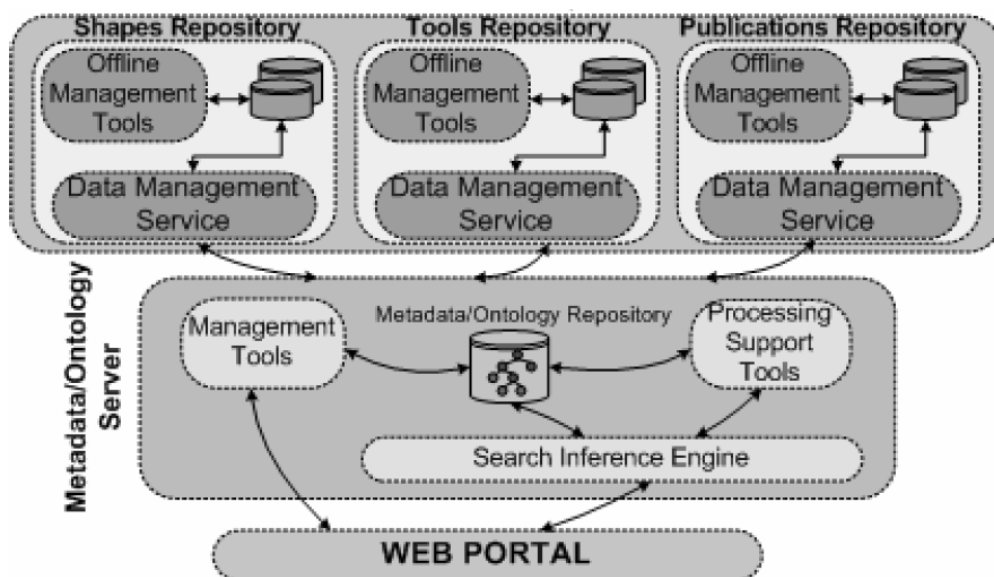 Shapes Repository
Tools Repository
Publications Repository
Offline
Management
Tools
Offline
Management
Tools
Offline
Management
Tools
Data Management
Service
Data Management
Service
Data Management
Service
Metadata/Ontology
Server
Management
Tools
Metadata/Ontology Repository
Processing
Support
Tools
Search Inference Engine
WEB PORTAL